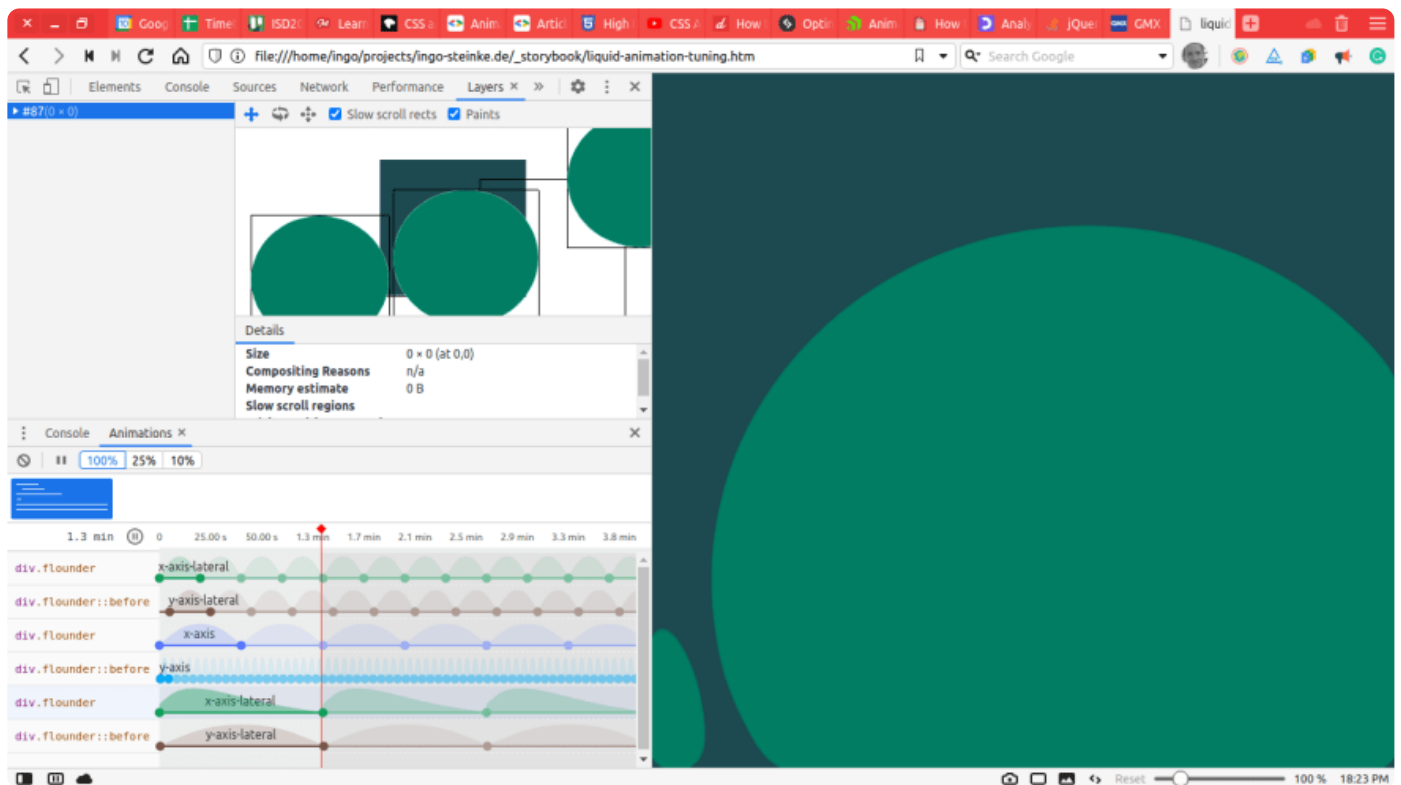 Goog Time ISD20 Learn CSS a Anim Artic High CSS A How Optin Anim How Analy jQuer GMX liquid
file:///home/ingo/projects/ingo-steinke.de/_storybook/liquid-animation-tuning.htm Search Google
Elements Console Sources Network Performance Layers × »
#87(0 × 0)
Slow scroll rects Paints
Details
Size 0 × 0 (at 0,0)
Compositing Reasons n/a
Memory estimate 0 B
Slow scroll regions
Console Animations ×
100% 25% 10%
1.3 min 0 25.00 s 50.00 s 1.3 min 1.7 min 2.1 min 2.5 min 2.9 min 3.3 min 3.8 min
div.flounder x-axis-lateral
div.flounder::before y-axis-lateral
div.flounder x-axis
div.flounder::before y-axis
div.flounder x-axis-lateral
div.flounder::before y-axis-lateral
Reset 100 % 18:23 PM